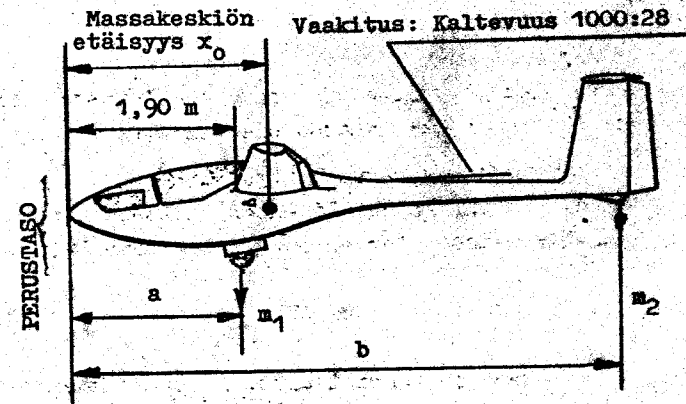 Massakeskiön
etäisyys x₀
Vaakitus: Kaltevuus 1000:28
1,90 m
PERUSTASO
a
m₁
m₂
b